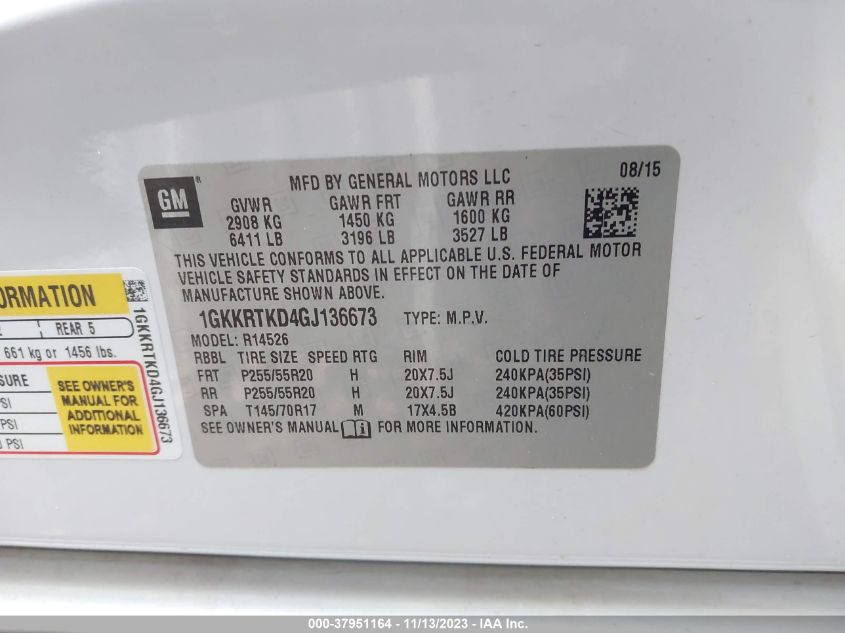 GM
MFD BY GENERAL MOTORS LLC
08/15
GVWR GAWR FRT GAWR RR
2908 KG 1450 KG 1600 KG
6411 LB 3196 LB 3527 LB
THIS VEHICLE CONFORMS TO ALL APPLICABLE U.S. FEDERAL MOTOR
VEHICLE SAFETY STANDARDS IN EFFECT ON THE DATE OF
MANUFACTURE SHOWN ABOVE.
1GKKRTKD4GJ136673 TYPE: M.P.V.
MODEL: R14526
RBBL TIRE SIZE SPEED RTG RIM COLD TIRE PRESSURE
FRT P255/55R20 H 20X7.5J 240KPA(35PSI)
RR P255/55R20 H 20X7.5J 240KPA(35PSI)
SPA T145/70R17 M 17X4.5B 420KPA(60PSI)
SEE OWNER'S MANUAL FOR MORE INFORMATION.
ORMATION
REAR 5
661 kg or 1456 lbs.
SURE
SEE OWNER'S
MANUAL FOR
ADDITIONAL
INFORMATION
PSI
PSI
PSI
1GKKRTKD4GJ136673
000-37951164 - 11/13/2023 - IAA Inc.